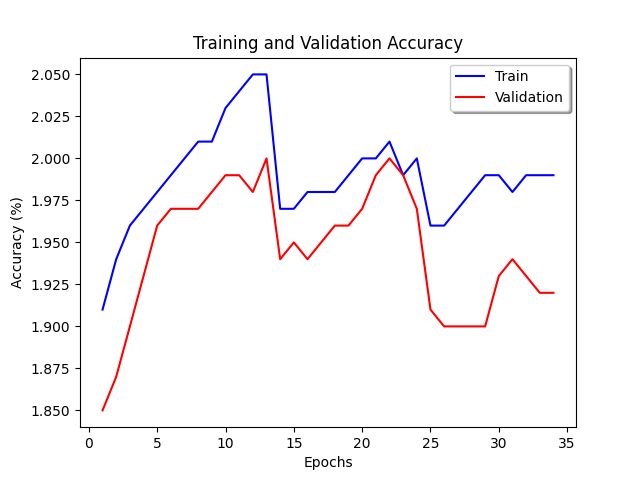 Training and Validation Accuracy
Train
Validation
Accuracy (%)
2.050
2.025
2.000
1.975
1.950
1.925
1.900
1.875
1.850
0 5 10 15 20 25 30 35
Epochs